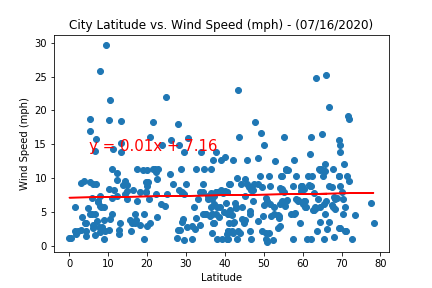 City Latitude vs. Wind Speed (mph) - (07/16/2020)
30
25
20
15
10
5
0
Wind Speed (mph)
y = 0.01x + 7.16
0 10 20 30 40 50 60 70 80
Latitude